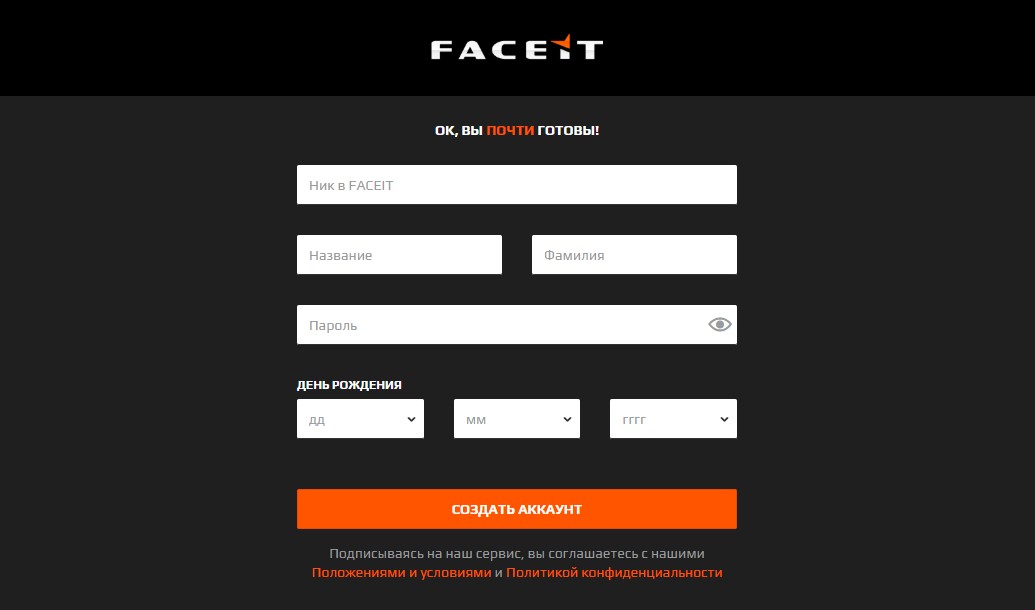 FACEIT
ОК, ВЫ ПОЧТИ ГОТОВЫ!
Ник в FACEIT
Название Фамилия
Пароль
ДЕНЬ РОЖДЕНИЯ
дд мм гггг
СОЗДАТЬ АККАУНТ
Подписываясь на наш сервис, вы соглашаетесь с нашими
Положениями и условиями и Политикой конфиденциальности